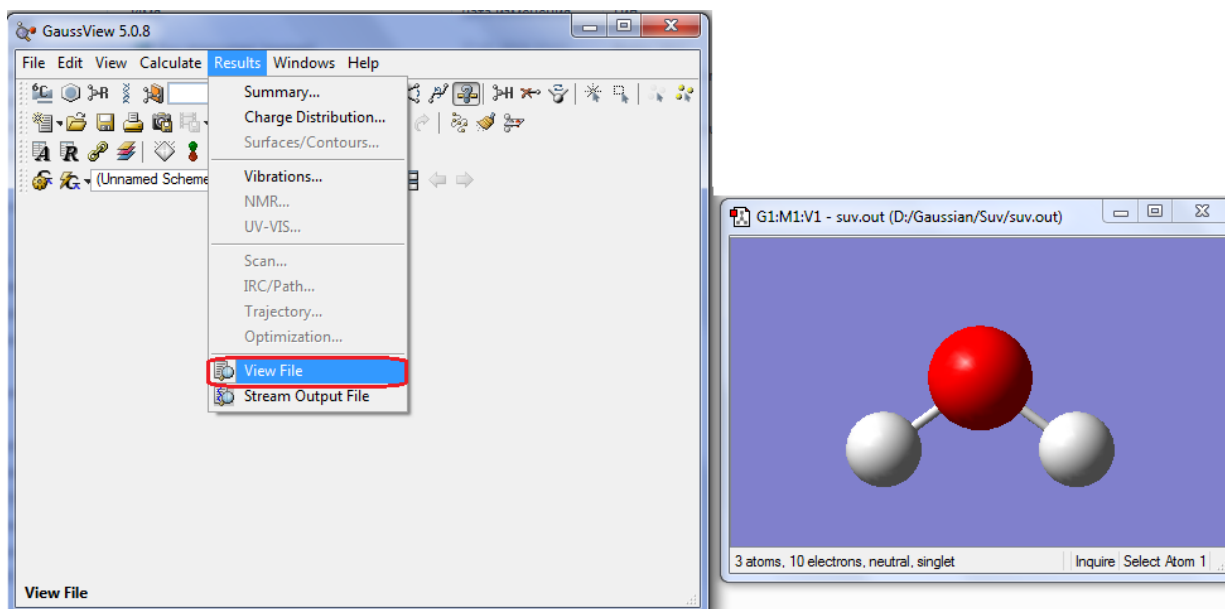 GaussView 5.0.8
File Edit View Calculate Results Windows Help
Summary...
Charge Distribution...
Surfaces/Contours...
(Unnamed Scheme
Vibrations...
NMR...
UV-VIS...
Scan...
IRC/Path...
Trajectory...
Optimization...
View File
Stream Output File
View File
G1:M1:V1 - suv.out (D:/Gaussian/Suv/suv.out)
3 atoms, 10 electrons, neutral, singlet
Inquire Select Atom 1